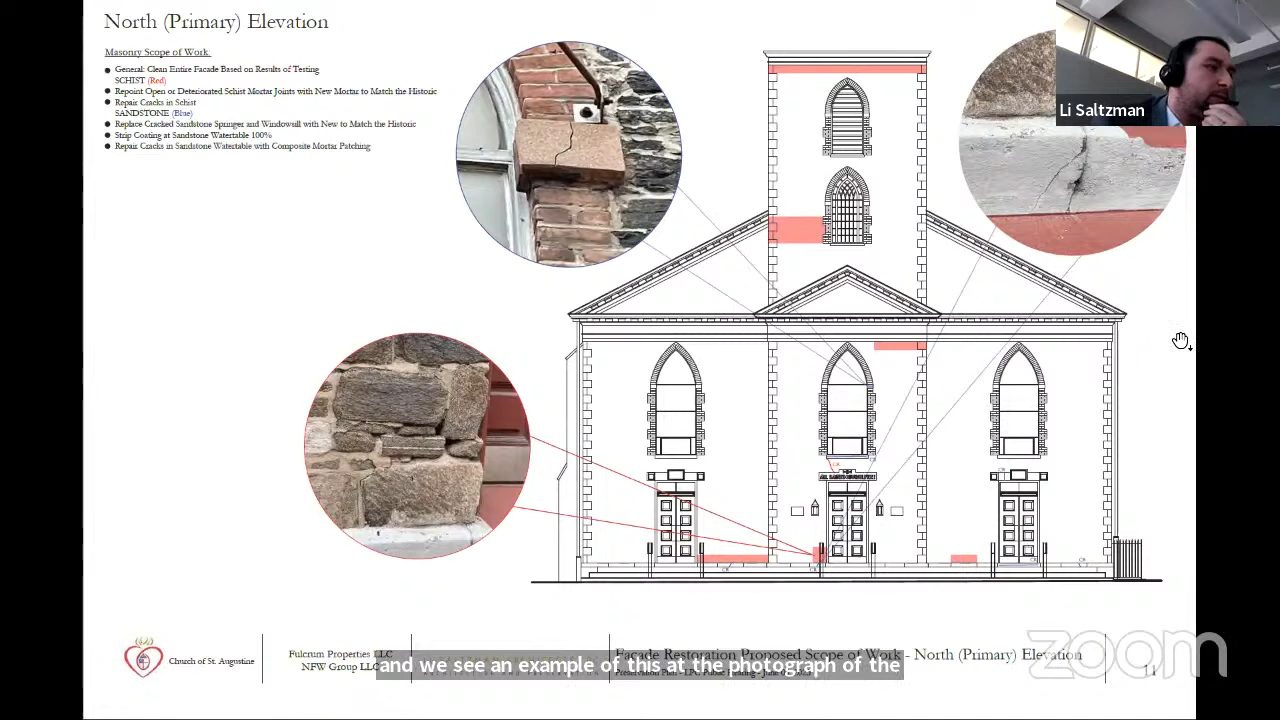 North (Primary) Elevation
Masonry Scope of Work:
General: Clean Entire Facade Based on Results of Testing
SCHIST (Red)
Repoint Open or Deteriorated Schist Mortar Joints with New Mortar to Match the Historic
Repair Cracks in Schist
SANDSTONE (Blue)
Replace Cracked Sandstone Springer and Windowsill with New to Match the Historic
Strip Coating at Sandstone Watertable 100%
Repair Cracks in Sandstone Watertable with Composite Mortar Patching
Li Saltzman
Church of St. Augustine
Fulcrum Properties LLC
NFW Group LLC
Facade Restoration Proposed Scope of Work - North (Primary) Elevation
11
and we see an example of this at the photograph of the
zoom